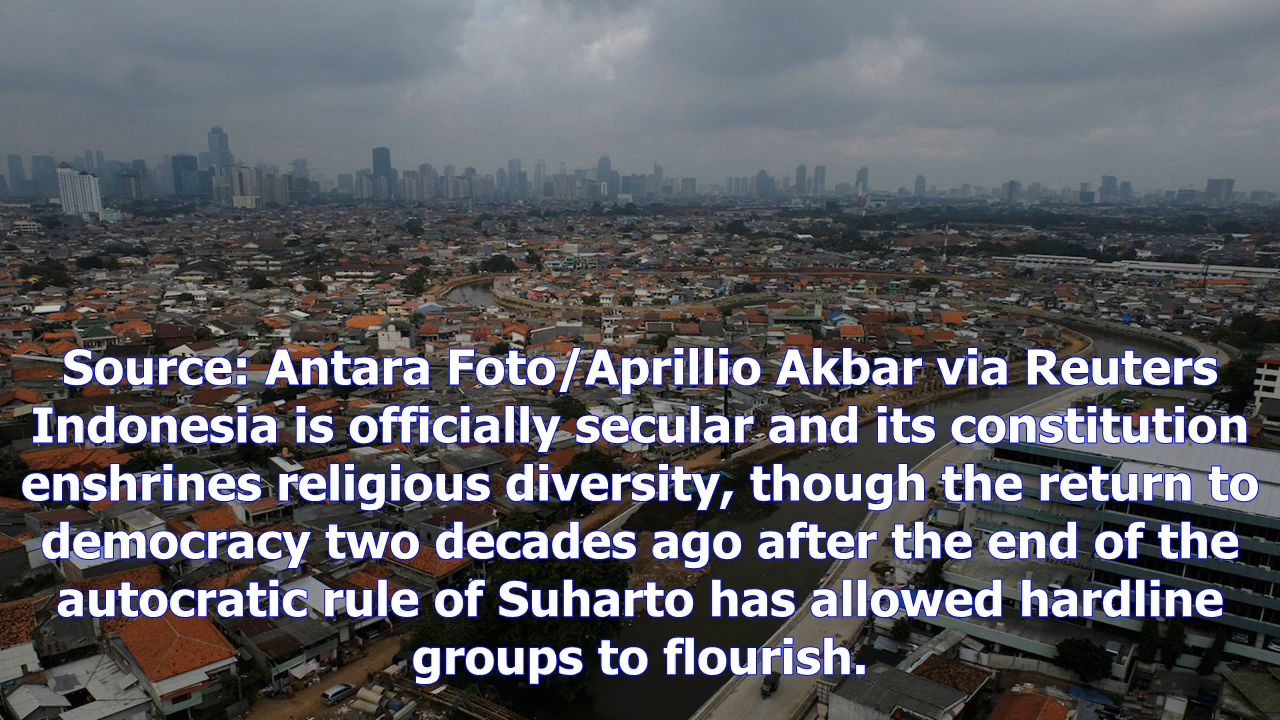 Source: Antara Foto/Aprillio Akbar via Reuters
Indonesia is officially secular and its constitution
enshrines religious diversity, though the return to
democracy two decades ago after the end of the
autocratic rule of Suharto has allowed hardline
groups to flourish.